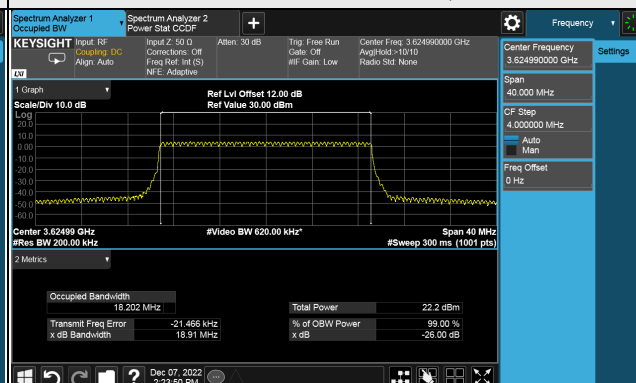 Spectrum Analyzer 1
Occupied BW
Spectrum Analyzer 2
Power Stat CCDF
Frequency
KEYSIGHT
Input: RF
Coupling: DC
Align: Auto
Input Z: 50 Ω
Corrections: Off
Freq Ref: Int (S)
NFE: Adaptive
Atten: 30 dB
Trig: Free Run
Gate: Off
#IF Gain: Low
Center Freq: 3.624990000 GHz
Avg|Hold:>10/10
Radio Std: None
LXI
Center Frequency
3.624990000 GHz
Settings
Span
40.000 MHz
CF Step
4.000000 MHz
Auto
Man
Freq Offset
0 Hz
1 Graph
Scale/Div 10.0 dB
Ref Lvl Offset 12.00 dB
Ref Value 30.00 dBm
Log
20.0
10.0
0.00
-10.0
-20.0
-30.0
-40.0
-50.0
-60.0
Center 3.62499 GHz
#Res BW 200.00 kHz
#Video BW 620.00 kHz*
Span 40 MHz
#Sweep 300 ms (1001 pts)
2 Metrics
Occupied Bandwidth
18.202 MHz
Total Power
22.2 dBm
Transmit Freq Error
-21.466 kHz
% of OBW Power
99.00 %
x dB Bandwidth
18.91 MHz
x dB
-26.00 dB
Dec 07, 2022
2:23:50 PM